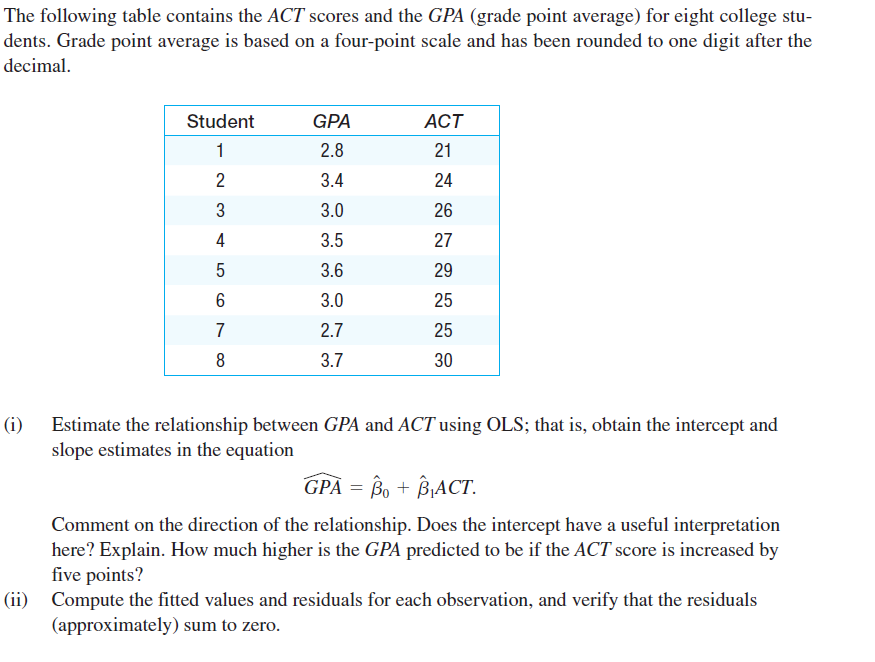 The following table contains the ACT scores and the GPA (grade point average) for eight college stu-
dents. Grade point average is based on a four-point scale and has been rounded to one digit after the
decimal.
Student GPA ACT
1 2.8 21
2 3.4 24
3 3.0 26
4 3.5 27
5 3.6 29
6 3.0 25
7 2.7 25
8 3.7 30
(i) Estimate the relationship between GPA and ACT using OLS; that is, obtain the intercept and
slope estimates in the equation
\widehat{GPA} = β̂₀ + β̂₁ACT.
Comment on the direction of the relationship. Does the intercept have a useful interpretation
here? Explain. How much higher is the GPA predicted to be if the ACT score is increased by
five points?
(ii) Compute the fitted values and residuals for each observation, and verify that the residuals
(approximately) sum to zero.